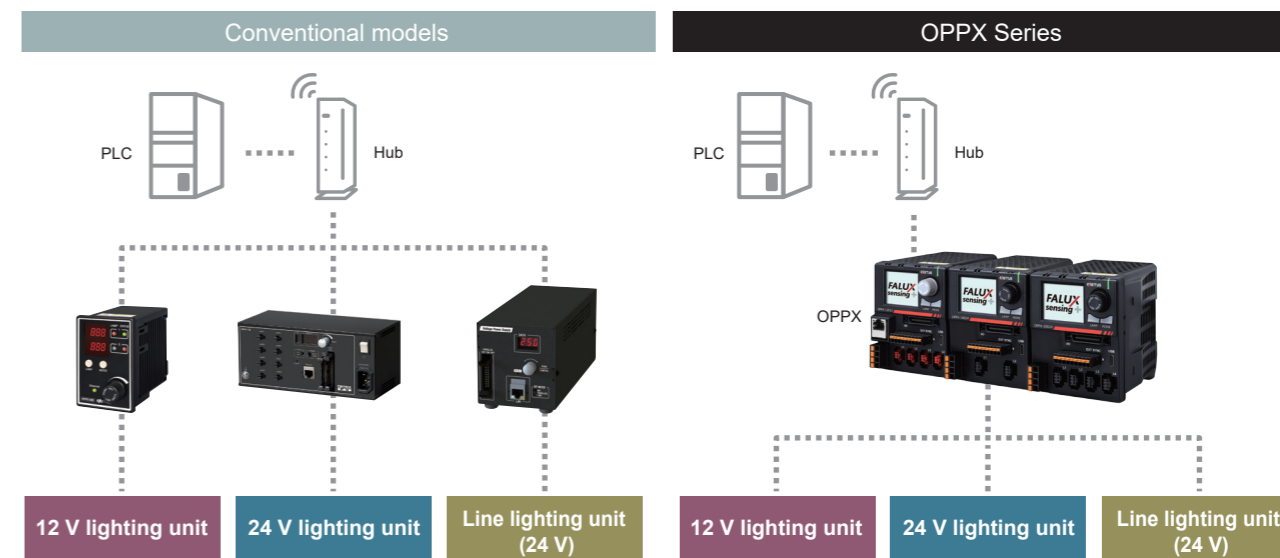 Conventional models
OPPX Series
PLC
Hub
PLC
Hub
OPPX
FALUX
sensing+
FALUX
sensing+
FALUX
sensing+
12 V lighting unit
24 V lighting unit
Line lighting unit
(24 V)
12 V lighting unit
24 V lighting unit
Line lighting unit
(24 V)